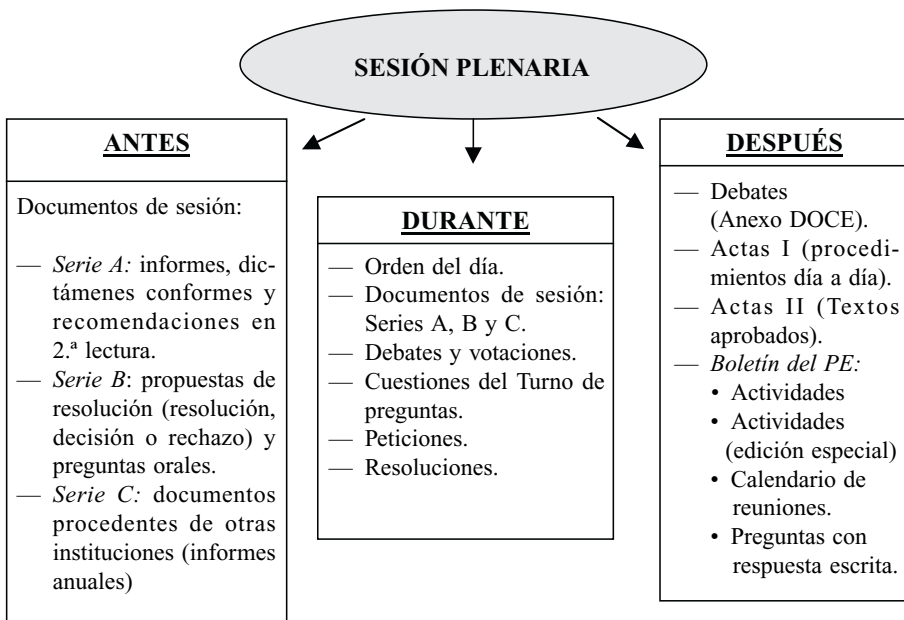 SESIÓN PLENARIA
ANTES
Documentos de sesión:
— Serie A: informes, dic-
támenes conformes y
recomendaciones en
2.ª lectura.
— Serie B: propuestas de
resolución (resolución,
decisión o rechazo) y
preguntas orales.
— Serie C: documentos
procedentes de otras
instituciones (informes
anuales)
DURANTE
— Orden del día.
— Documentos de sesión:
Series A, B y C.
— Debates y votaciones.
— Cuestiones del Turno de
preguntas.
— Peticiones.
— Resoluciones.
DESPUÉS
— Debates
(Anexo DOCE).
— Actas I (procedi-
mientos día a día).
— Actas II (Textos
aprobados).
— Boletín del PE:
• Actividades
• Actividades
(edición especial)
• Calendario de
reuniones.
• Preguntas con
respuesta escrita.